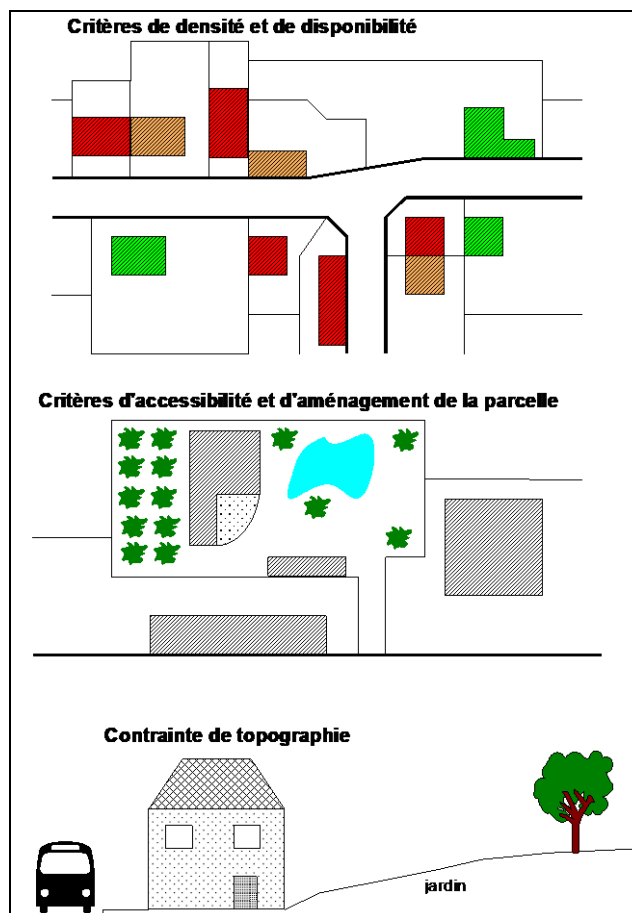 Critères de densité et de disponibilité
Critères d'accessibilité et d'aménagement de la parcelle
Contrainte de topographie
jardin